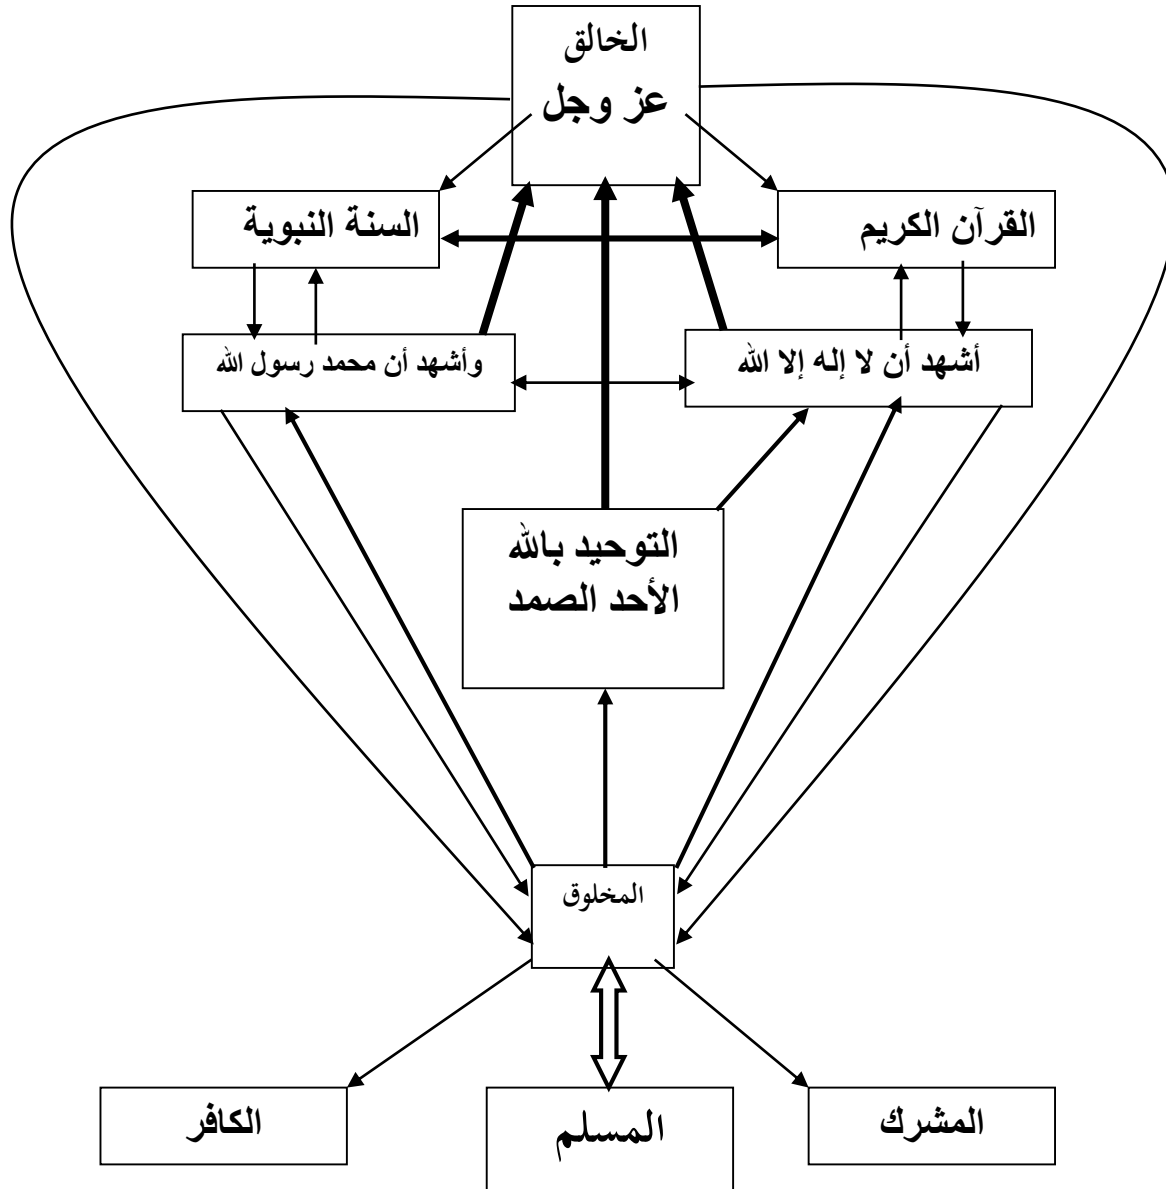 الخالق
عز وجل
القرآن الكريم
السنة النبوية
أشهد أن لا إله إلا الله
وأشهد أن محمد رسول الله
التوحيد بالله
الأحد الصمد
المخلوق
المشرك
المسلم
الكافر